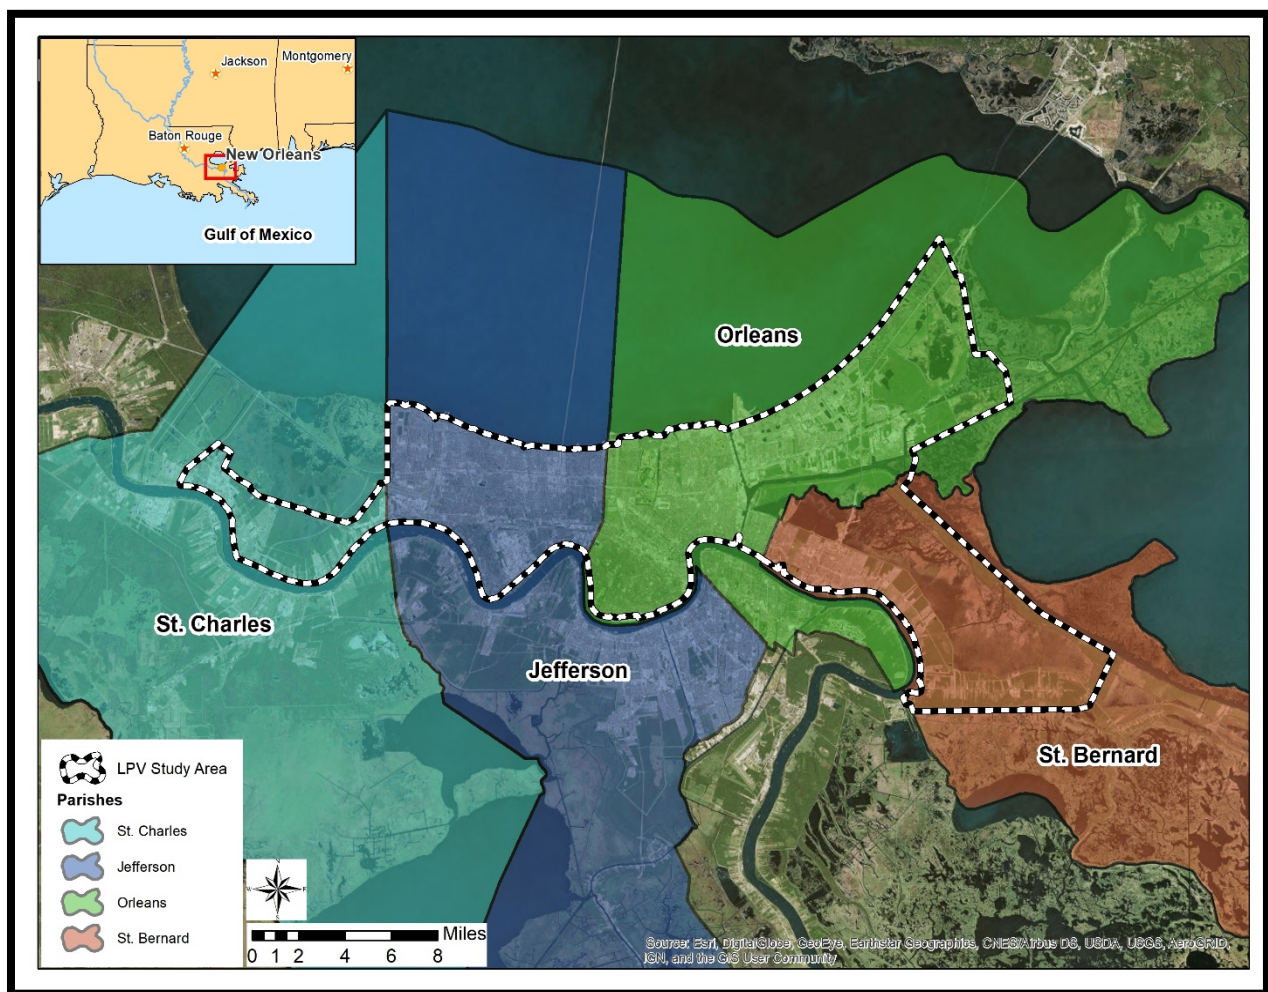 Jackson
Montgomery
Baton Rouge
New Orleans
Gulf of Mexico
Orleans
St. Charles
Jefferson
St. Bernard
LPV Study Area
Parishes
St. Charles
Jefferson
Orleans
St. Bernard
N
W E
S
Miles
0 1 2 4 6 8
Source: Esri, DigitalGlobe, GeoEye, Earthstar Geographics, CNES/Airbus DS, USDA, USGS, AeroGRID,
IGN, and the GIS User Community